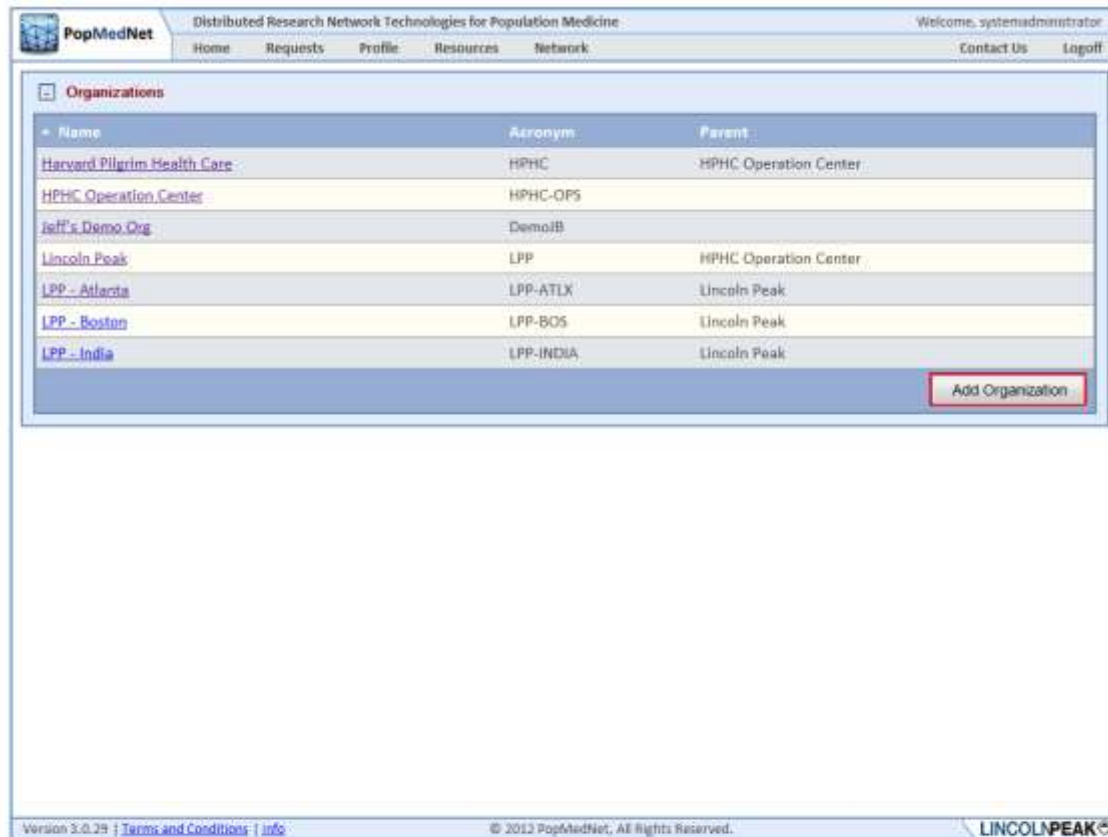 PopMedNet
Distributed Research Network Technologies for Population Medicine
Welcome, systemadministrator
Home Requests Profile Resources Network Contact Us Logoff
Organizations
Name Acronym Parent
Harvard Pilgrim Health Care HPHC HPHC Operation Center
HPHC Operation Center HPHC-OPS
Jeff's Demo Org DemoJB
Lincoln Peak LPP HPHC Operation Center
LPP - Atlanta LPP-ATLX Lincoln Peak
LPP - Boston LPP-BOS Lincoln Peak
LPP - India LPP-INDIA Lincoln Peak
Add Organization
Version 3.0.29 | Terms and Conditions | Info © 2012 PopMedNet, All Rights Reserved. LINCOLNPEAK